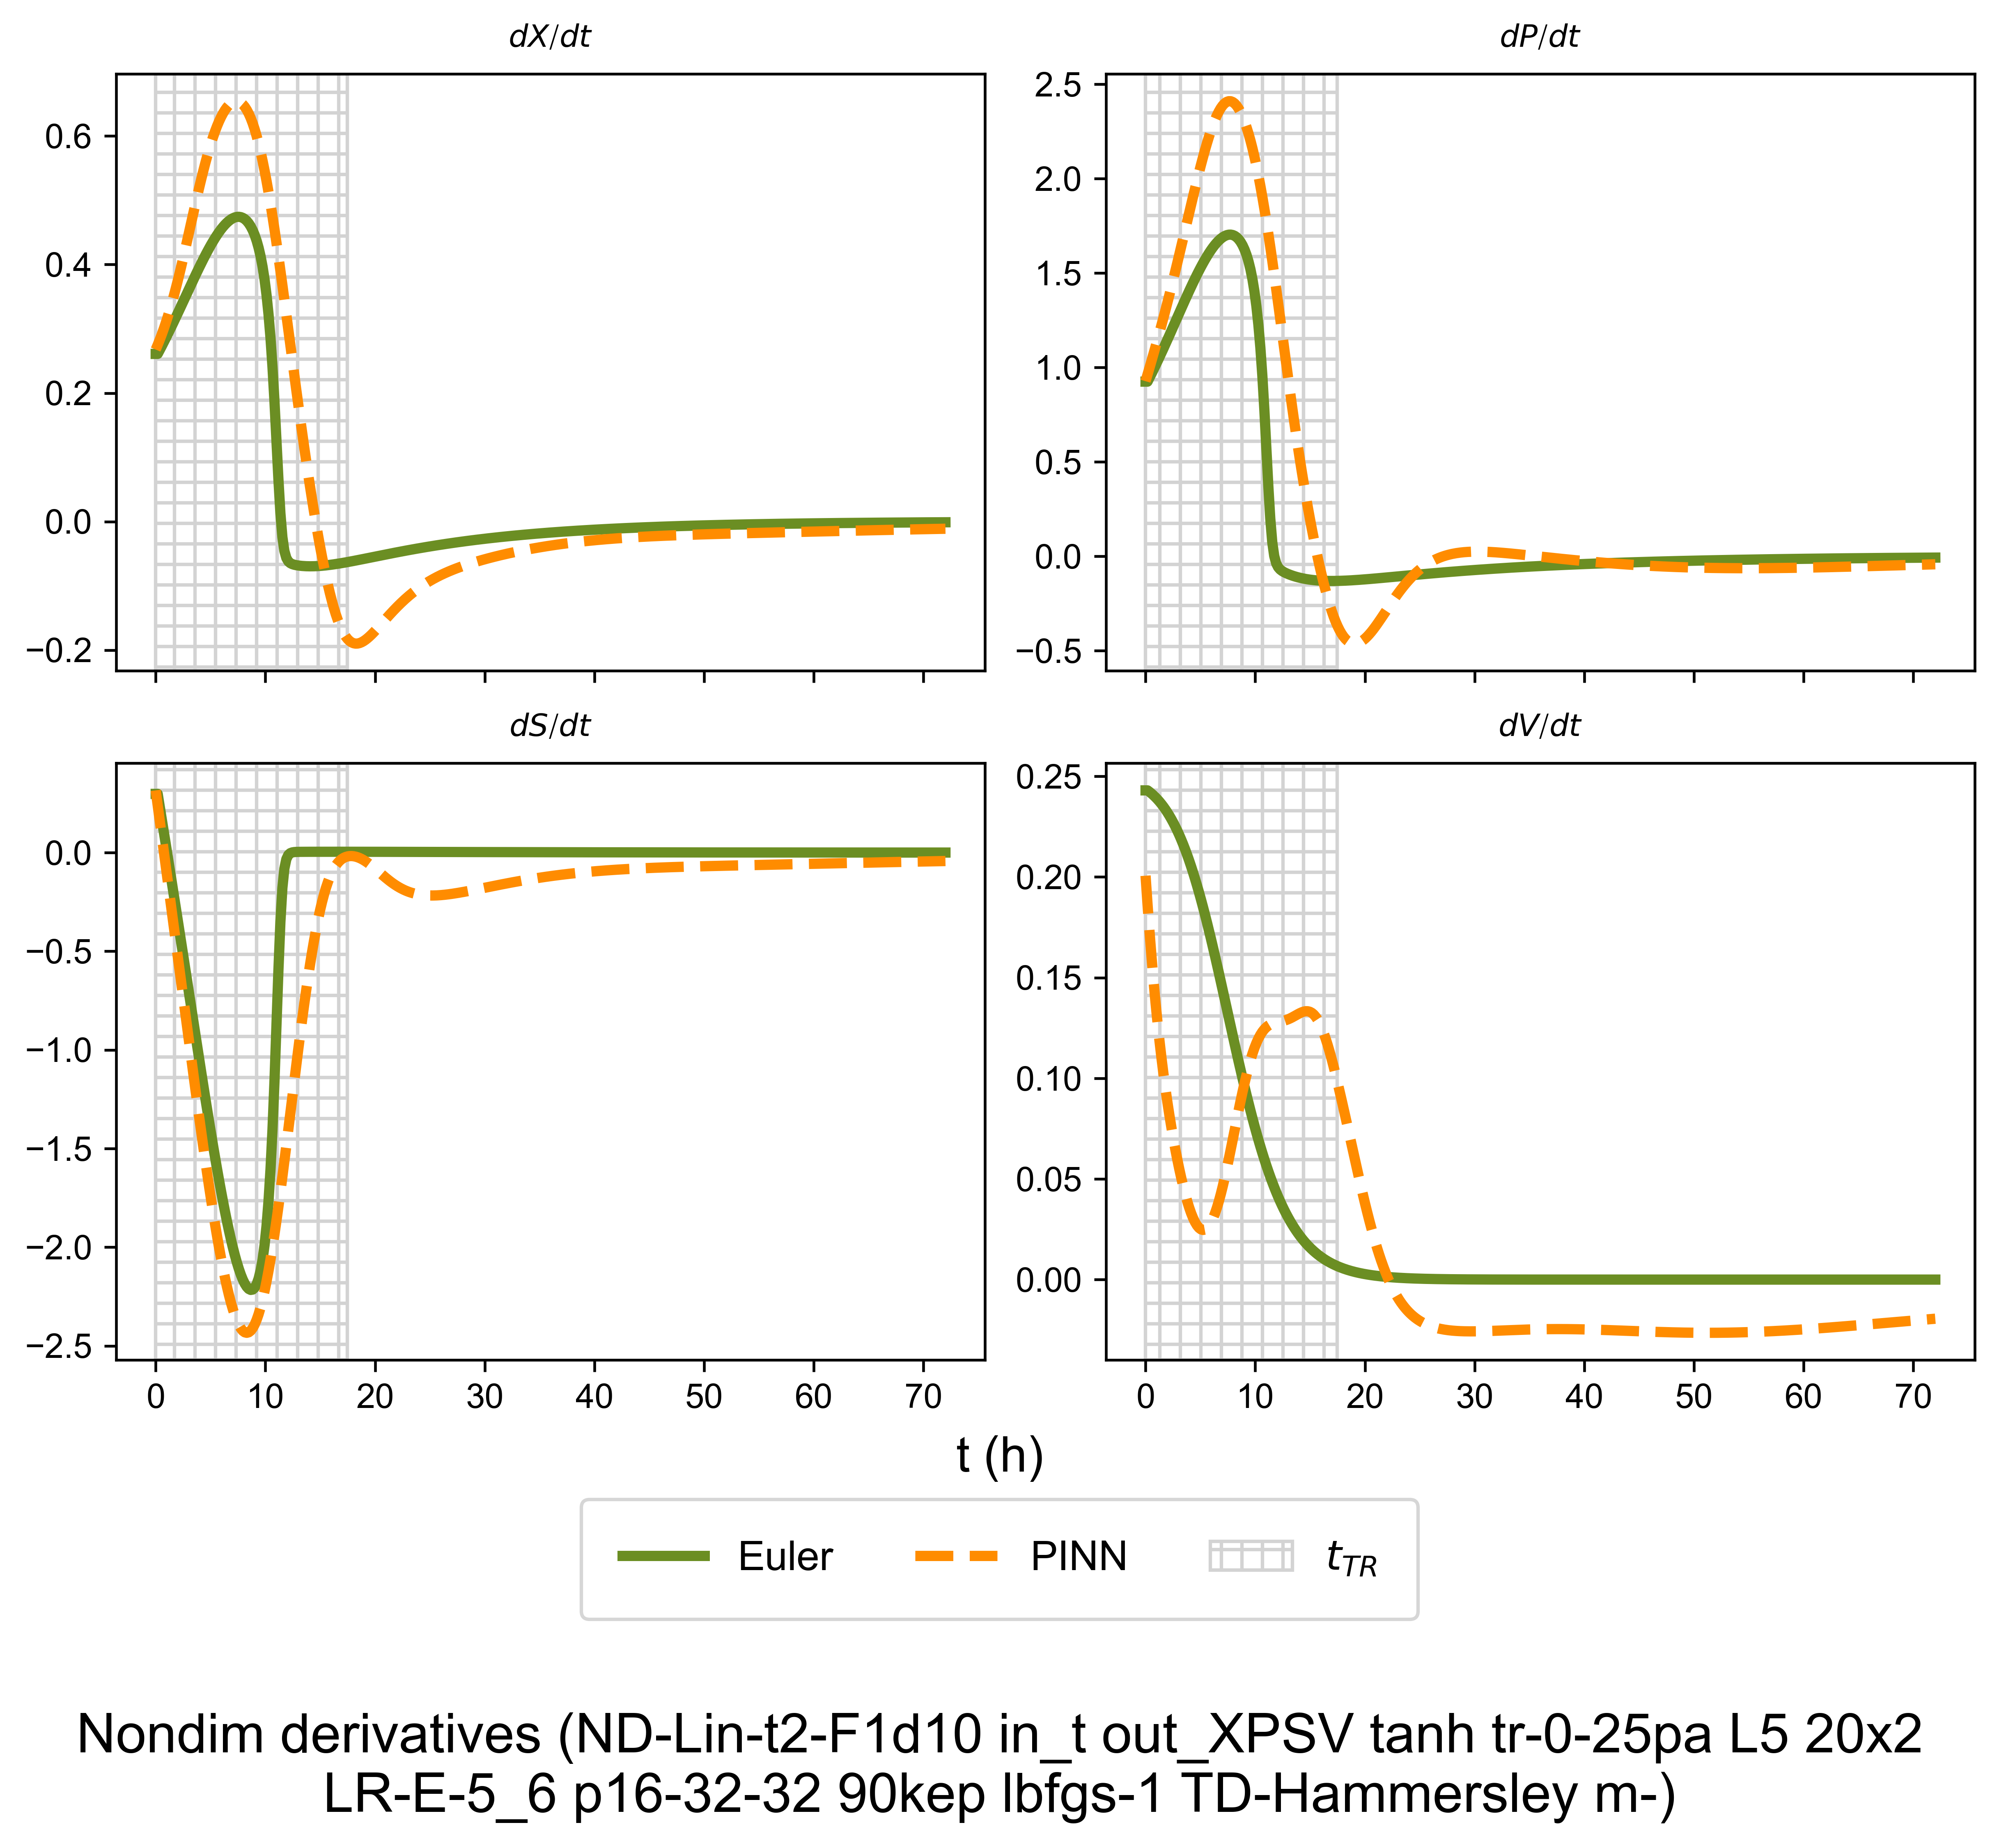 dX/dt
dP/dt
0.6
0.4
0.2
0.0
−0.2
2.5
2.0
1.5
1.0
0.5
0.0
−0.5
dS/dt
dV/dt
0.0
−0.5
−1.0
−1.5
−2.0
−2.5
0.25
0.20
0.15
0.10
0.05
0.00
0 10 20 30 40 50 60 70
0 10 20 30 40 50 60 70
t (h)
Euler PINN t_TR
Nondim derivatives (ND-Lin-t2-F1d10 in_t out_XPSV tanh tr-0-25pa L5 20x2
LR-E-5_6 p16-32-32 90kep lbfgs-1 TD-Hammersley m-)